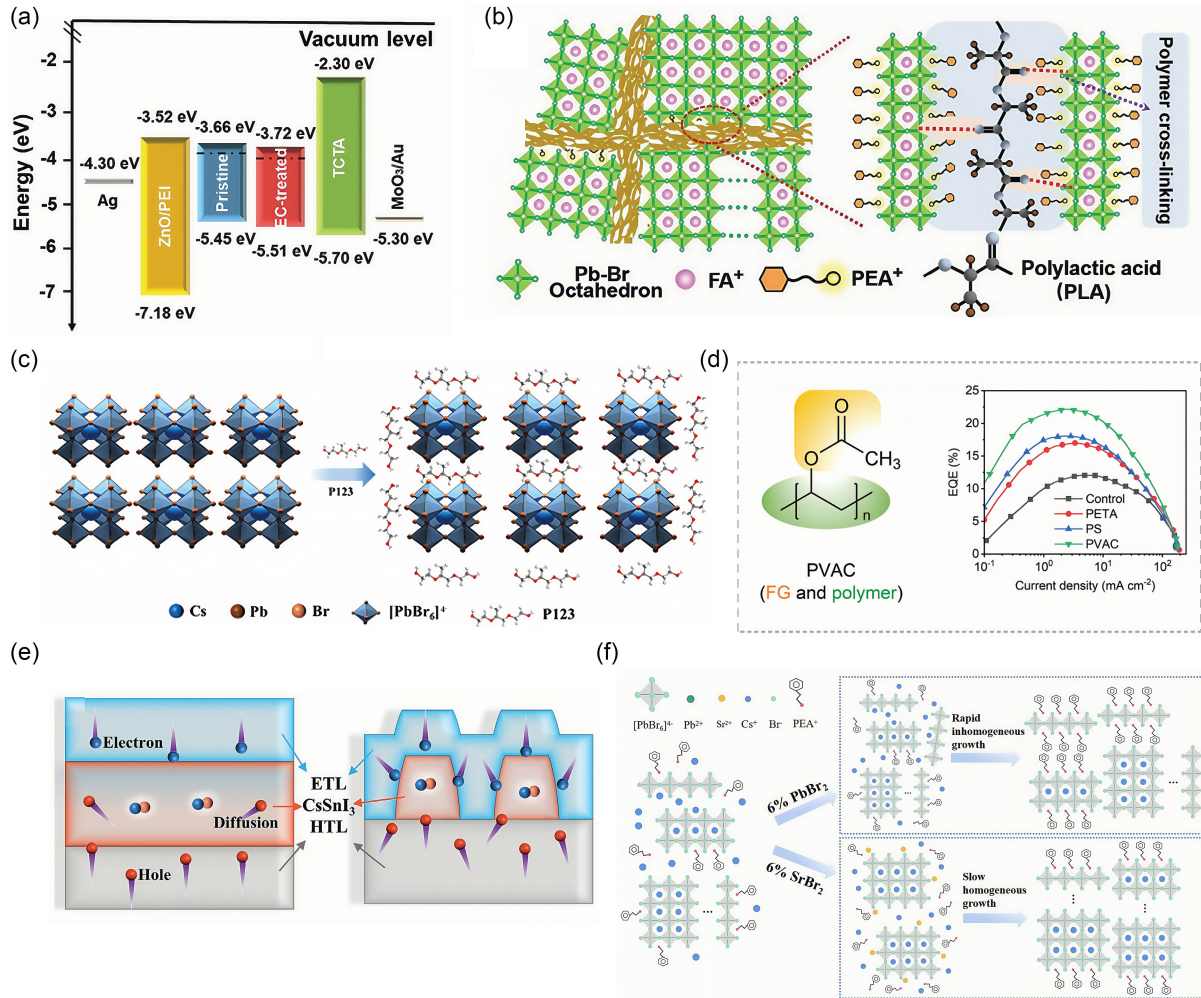 (a)
Vacuum level
Energy (eV)
-2
-3
-4
-5
-6
-7
-2.30 eV
-3.52 eV
-3.66 eV
-3.72 eV
-4.30 eV
Ag
ZnO/PEI
Pristine
EC-treated
TCTA
MoO3/Au
-5.45 eV
-5.51 eV
-5.70 eV
-5.30 eV
-7.18 eV
(b)
Polymer cross-linking
Pb-Br
Octahedron
FA+
PEA+
Polylactic acid
(PLA)
(c)
P123
Cs
Pb
Br
[PbBr6]4-
P123
(d)
O
O
CH3
n
PVAC
(FG and polymer)
EQE (%)
25
20
15
10
5
0
Control
PETA
PS
PVAC
10-1
100
101
102
Current density (mA cm-2)
(e)
Electron
Diffusion
Hole
ETL
CsSnI3
HTL
(f)
[PbBr6]4-
Pb2+
Sr2+
Cs+
Br-
PEA+
6% PbBr2
6% SrBr2
Rapid
inhomogeneous
growth
Slow
homogeneous
growth